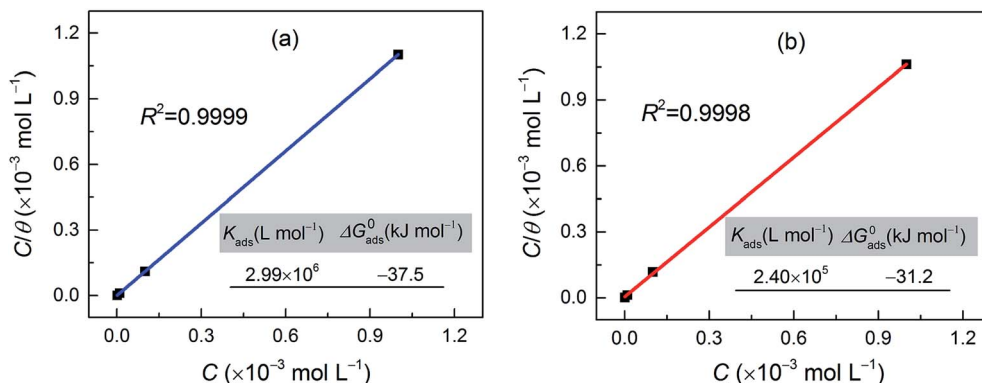 (a)
R²=0.9999
C/θ (×10⁻³ mol L⁻¹)
1.2
0.9
0.6
0.3
0.0
K_ads(L mol⁻¹) ΔG⁰_ads(kJ mol⁻¹)
2.99×10⁶ −37.5
0.0 0.3 0.6 0.9 1.2
C (×10⁻³ mol L⁻¹)
(b)
R²=0.9998
C/θ (×10⁻³ mol L⁻¹)
1.2
0.9
0.6
0.3
0.0
K_ads(L mol⁻¹) ΔG⁰_ads(kJ mol⁻¹)
2.40×10⁵ −31.2
0.0 0.3 0.6 0.9 1.2
C (×10⁻³ mol L⁻¹)